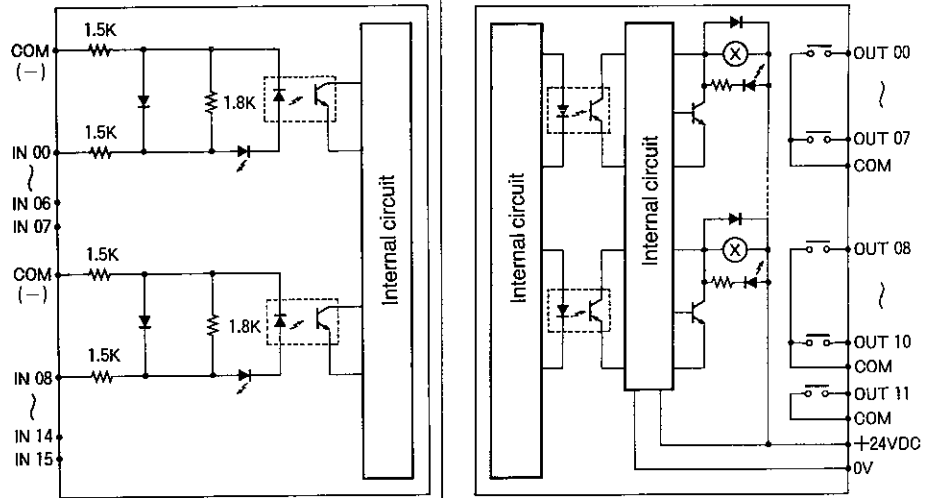 1.5K
COM
(−)
1.8K
1.5K
IN 00
IN 06
IN 07
1.5K
COM
(−)
1.8K
1.5K
IN 08
IN 14
IN 15
Internal circuit
Internal circuit
Internal circuit
OUT 00
OUT 07
COM
OUT 08
OUT 10
COM
OUT 11
COM
+24VDC
0V